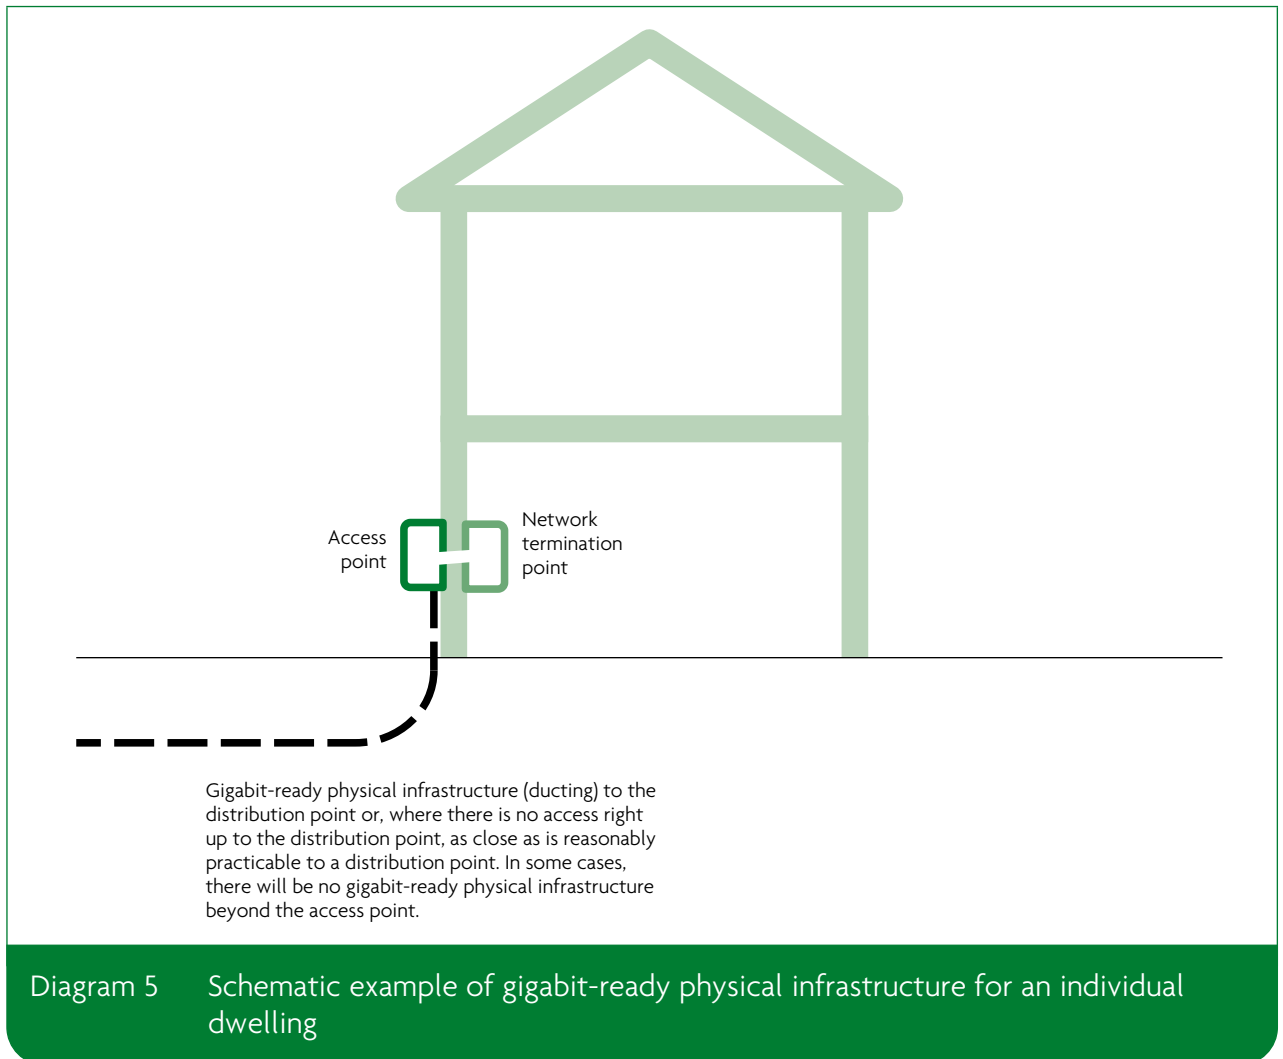 Access
point
Network
termination
point
Gigabit-ready physical infrastructure (ducting) to the
distribution point or, where there is no access right
up to the distribution point, as close as is reasonably
practicable to a distribution point. In some cases,
there will be no gigabit-ready physical infrastructure
beyond the access point.
Diagram 5 Schematic example of gigabit-ready physical infrastructure for an individual
dwelling